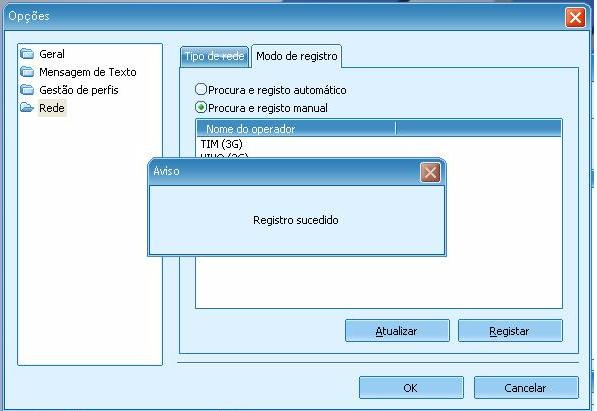 Opções
Geral
Mensagem de Texto
Gestão de perfis
Rede
Tipo de rede
Modo de registro
Procura e registo automático
Procura e registo manual
Nome do operador
TIM (3G)
Aviso
Registro sucedido
Atualizar
Registar
OK
Cancelar